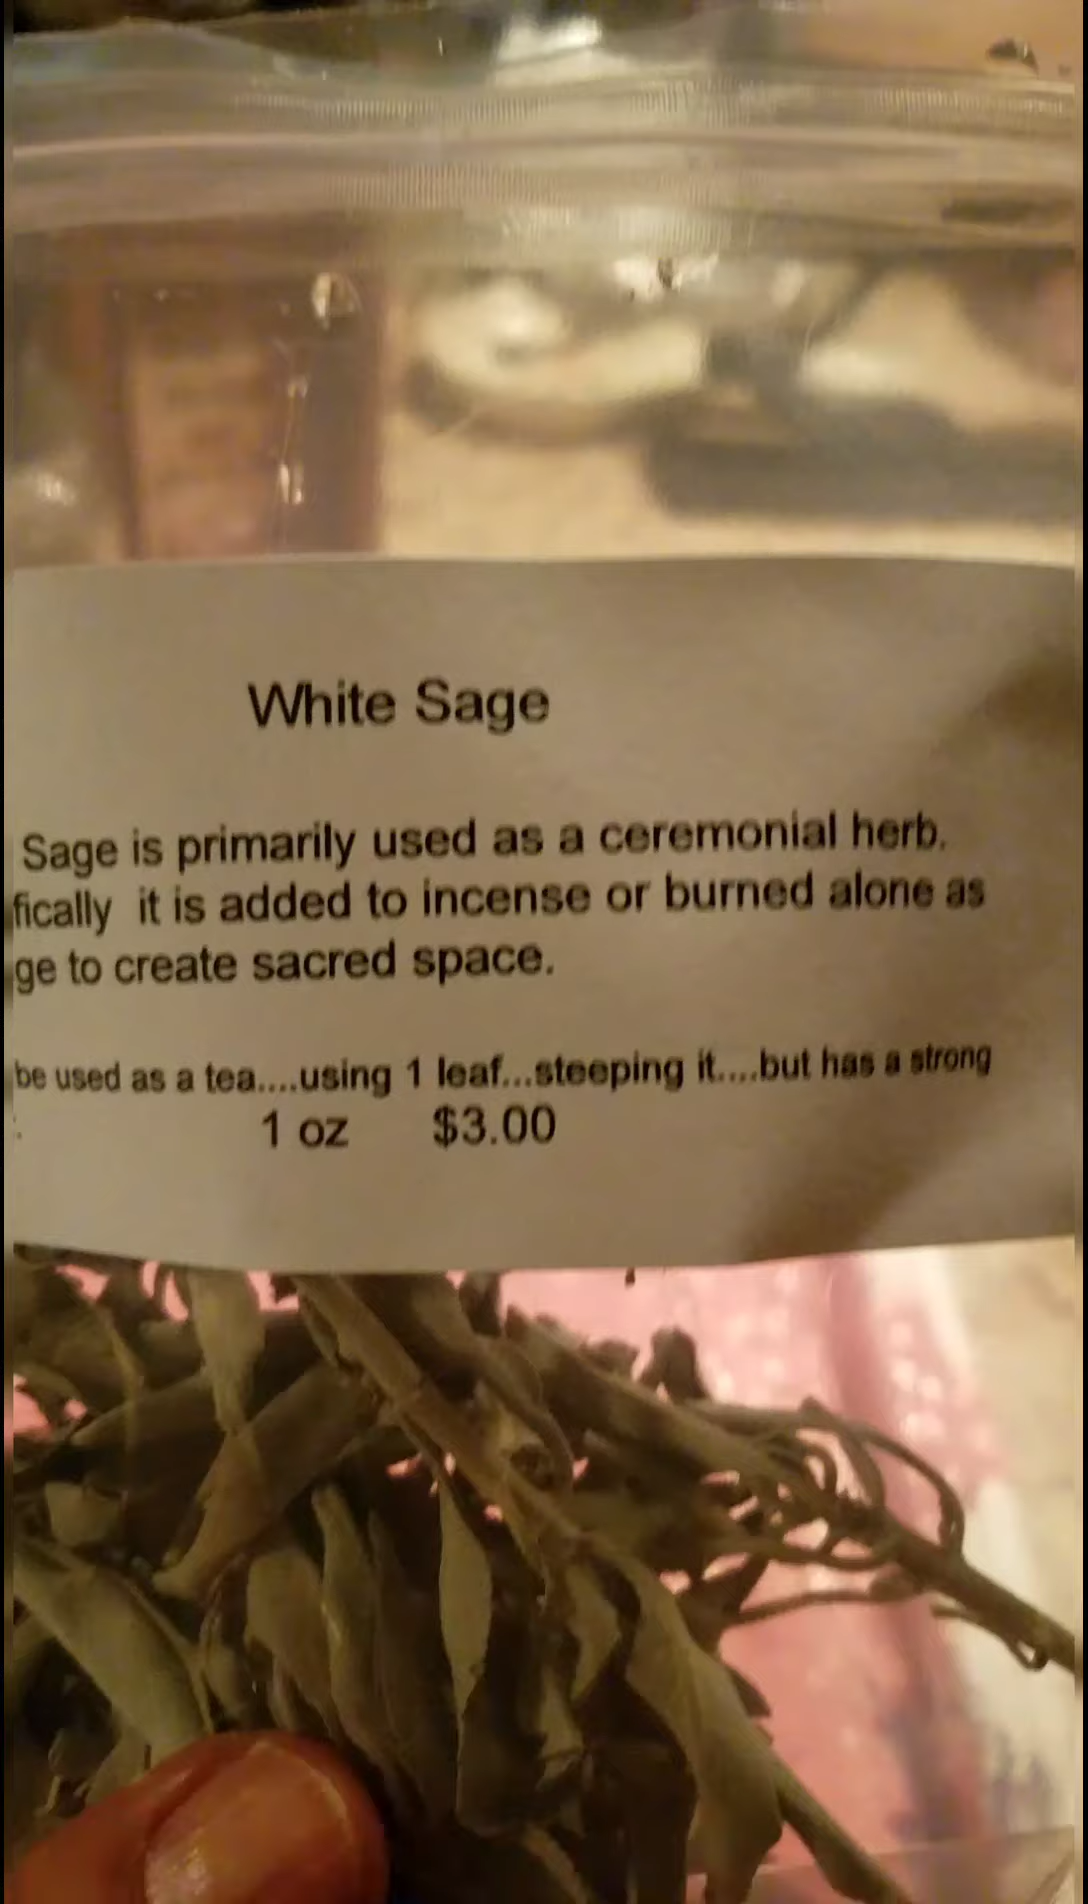 White Sage
Sage is primarily used as a ceremonial herb.
fically it is added to incense or burned alone as
ge to create sacred space.
be used as a tea....using 1 leaf...steeping it....but has a strong
1 oz $3.00